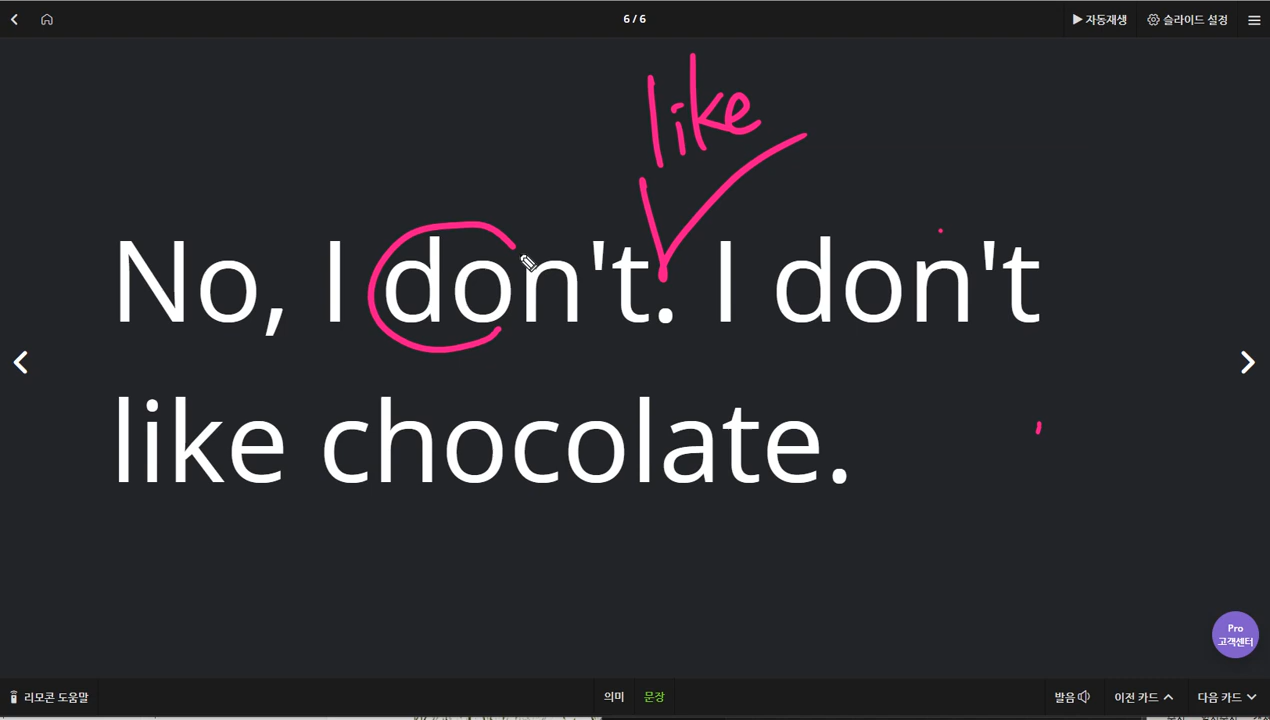 6 / 6
자동재생
슬라이드 설정
like
No, I don't. I don't
like chocolate.
Pro
고객센터
리모콘 도움말
의미
문장
발음
이전 카드
다음 카드